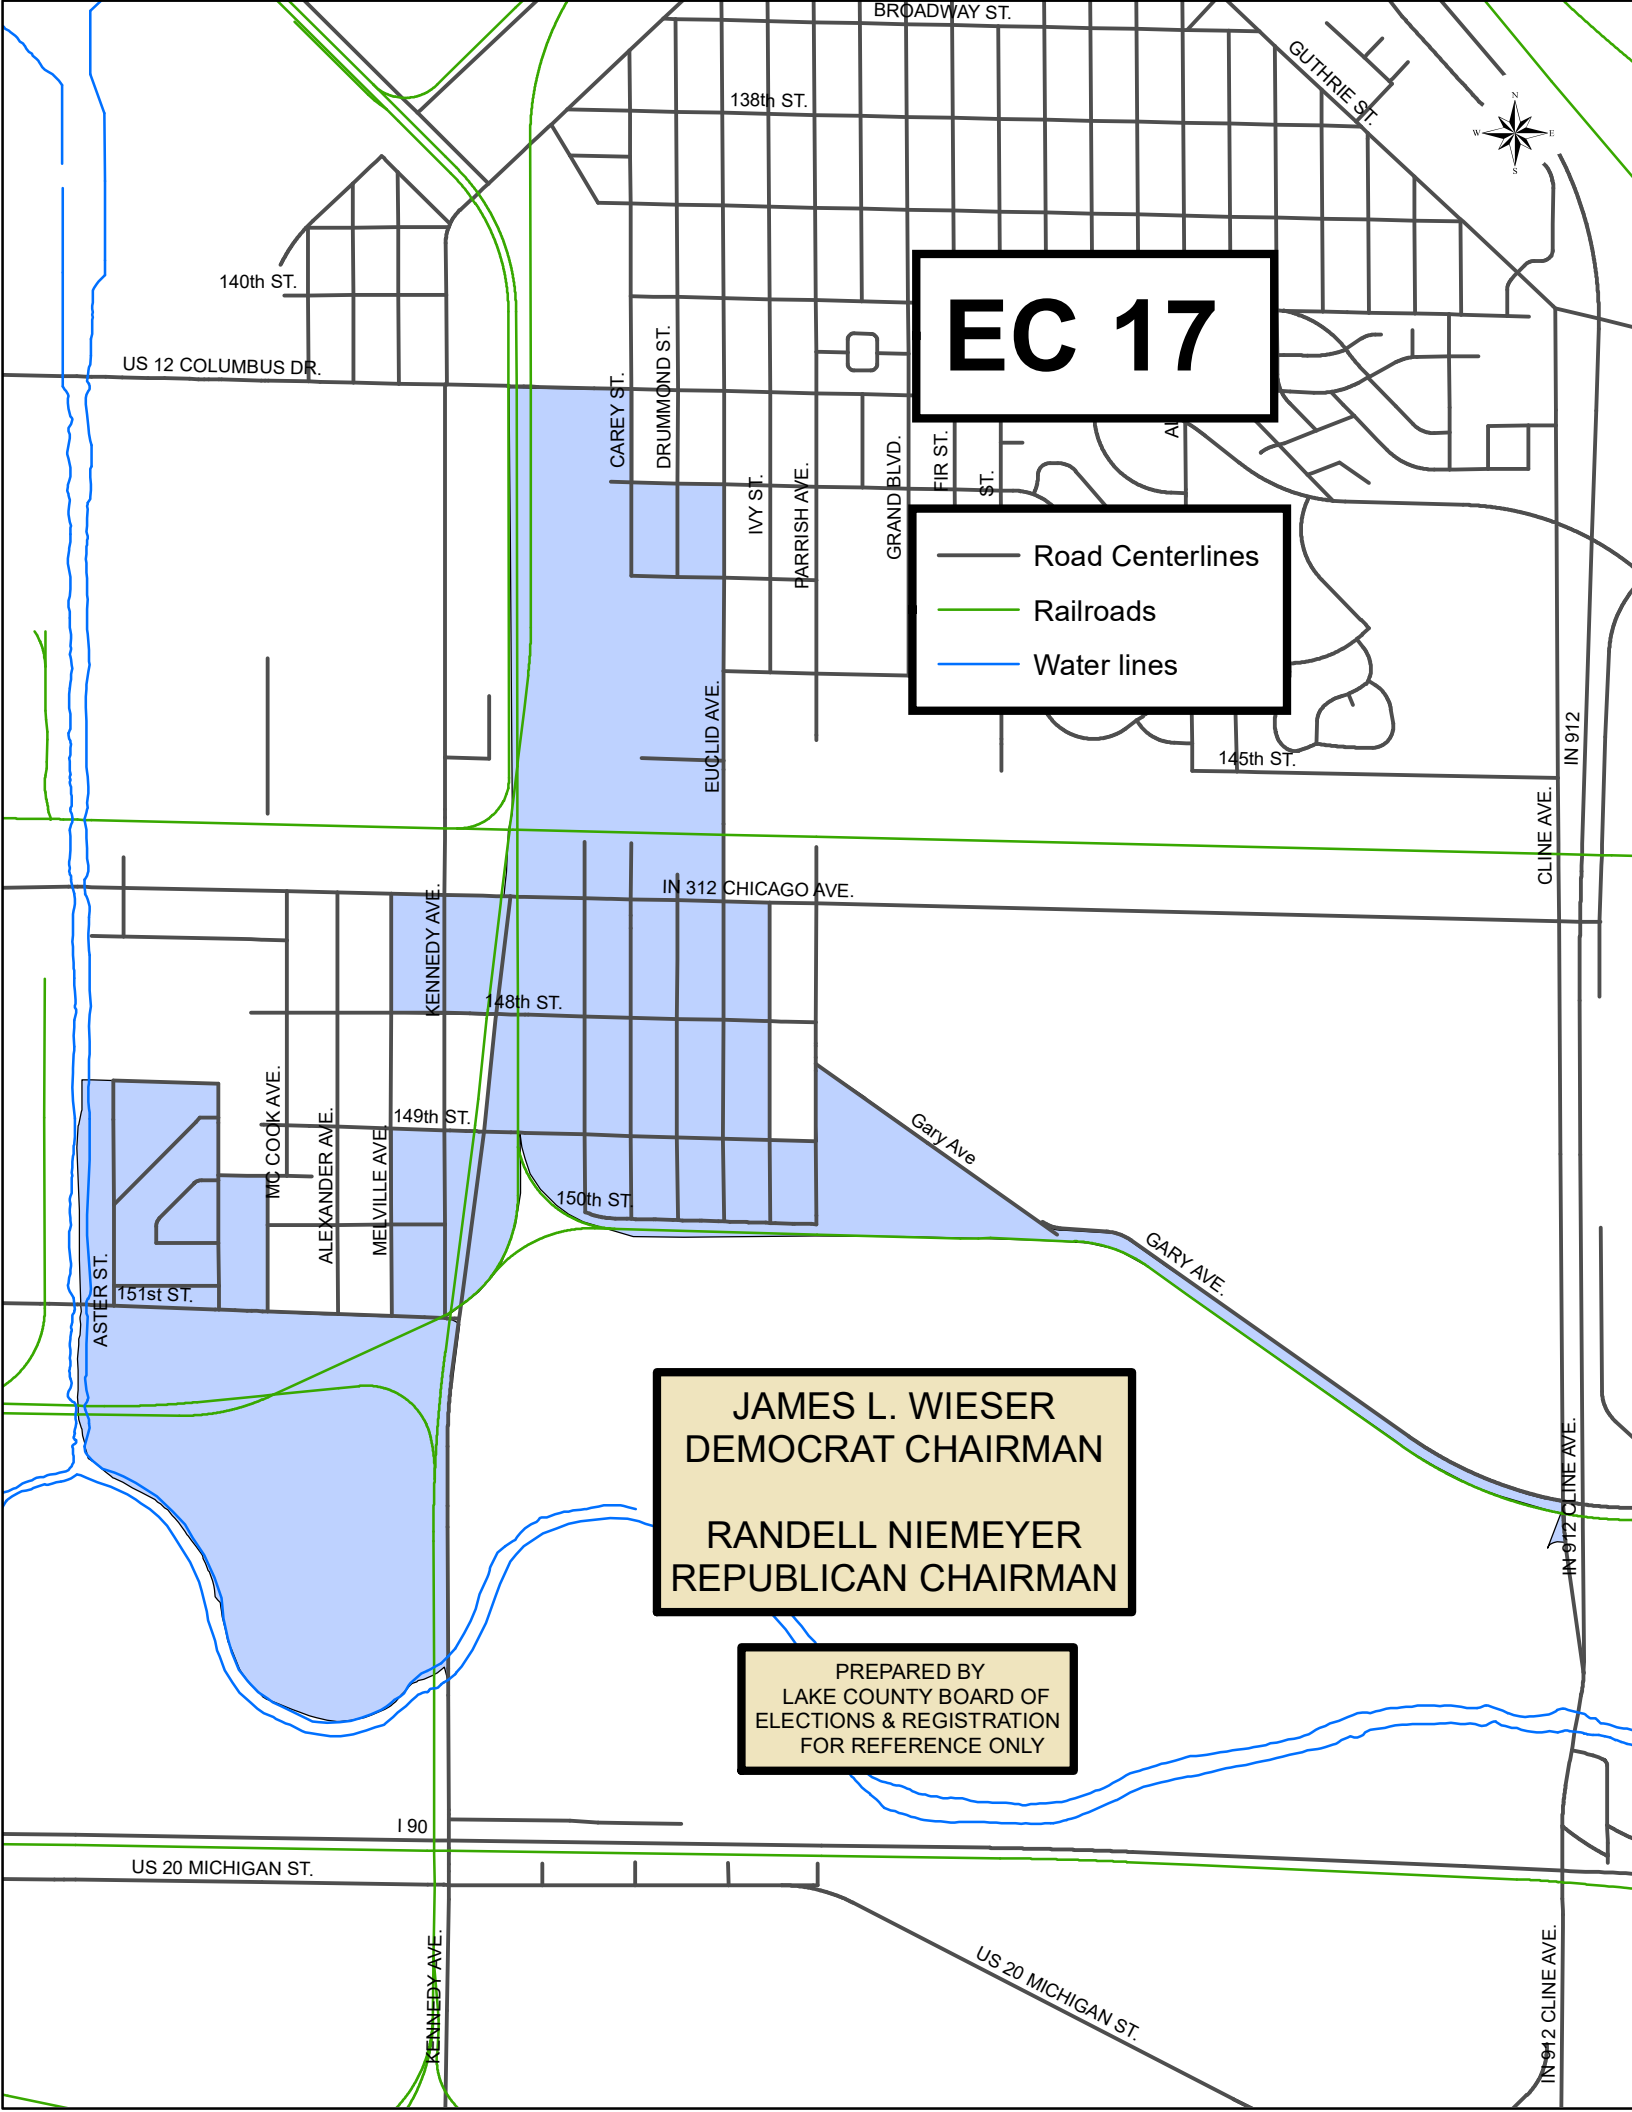 BROADWAY ST.
GUTHRIE ST.
138th ST.
N
W
E
S
140th ST.
EC 17
US 12 COLUMBUS DR.
CAREY ST.
DRUMMOND ST.
IVY ST.
PARRISH AVE.
GRAND BLVD.
FIR ST.
ST.
Road Centerlines
Railroads
Water lines
EUCLID AVE.
145th ST.
IN 912
CLINE AVE.
IN 312 CHICAGO AVE.
KENNEDY AVE.
148th ST.
MC COOK AVE.
ALEXANDER AVE.
MELVILLE AVE.
149th ST.
Gary Ave
150th ST.
GARY AVE.
ASTER ST.
151st ST.
JAMES L. WIESER
DEMOCRAT CHAIRMAN
RANDELL NIEMEYER
REPUBLICAN CHAIRMAN
IN 912 CLINE AVE.
PREPARED BY
LAKE COUNTY BOARD OF
ELECTIONS & REGISTRATION
FOR REFERENCE ONLY
I 90
US 20 MICHIGAN ST.
KENNEDY AVE.
US 20 MICHIGAN ST.
IN 912 CLINE AVE.